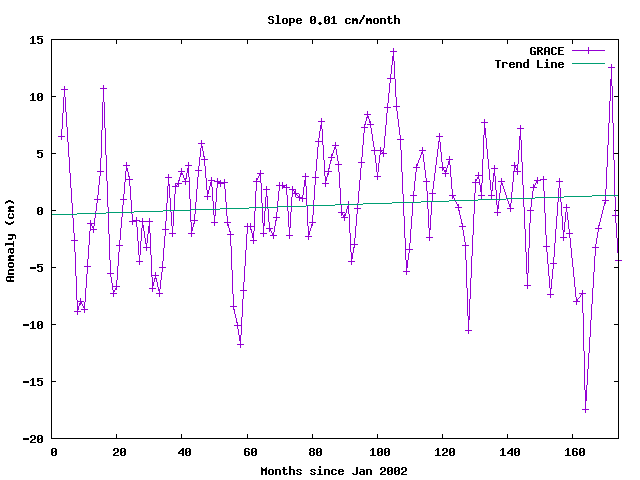 Slope 0.01 cm/month
GRACE
Trend Line
15
10
5
0
-5
-10
-15
-20
Anomaly (cm)
0 20 40 60 80 100 120 140 160
Months since Jan 2002